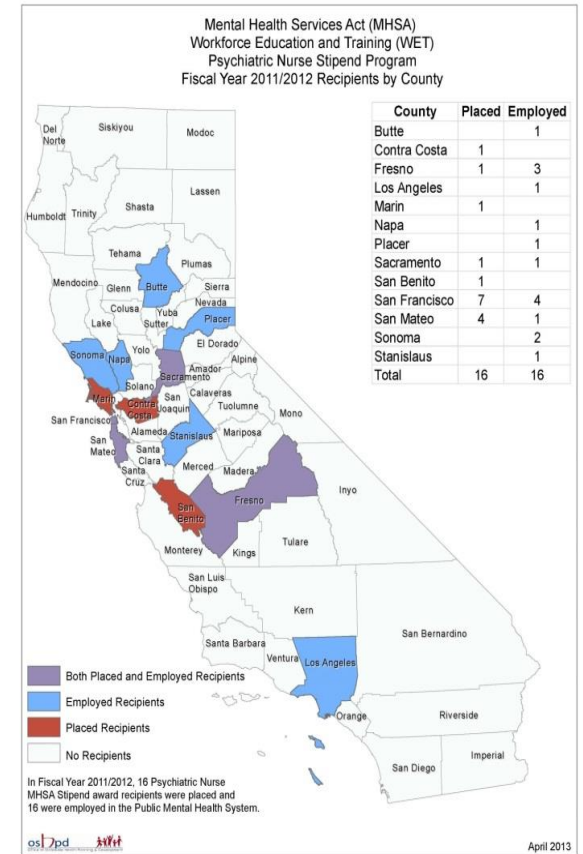 Mental Health Services Act (MHSA)
Workforce Education and Training (WET)
Psychiatric Nurse Stipend Program
Fiscal Year 2011/2012 Recipients by County
County Placed Employed
Butte 1
Contra Costa 1
Fresno 1 3
Los Angeles 1
Marin 1
Napa 1
Placer 1
Sacramento 1 1
San Benito 1
San Francisco 7 4
San Mateo 4 1
Sonoma 2
Stanislaus 1
Total 16 16
Del
Norte
Siskiyou
Modoc
Humboldt
Trinity
Shasta
Lassen
Tehama
Plumas
Mendocino
Glenn
Butte
Sierra
Colusa
Yuba
Nevada
Lake
Sutter
Placer
Sonoma
Napa
Yolo
El Dorado
Alpine
Sacramento
Amador
Solano
Marin
Contra
Costa
San
Joaquin
Calaveras
Tuolumne
Mono
San Francisco
Alameda
Stanislaus
Mariposa
San
Mateo
Santa
Clara
Santa
Cruz
Merced
Madera
San
Benito
Fresno
Inyo
Monterey
Kings
Tulare
San Luis
Obispo
Kern
San Bernardino
Santa Barbara
Ventura
Los Angeles
Orange
Riverside
San Diego
Imperial
Both Placed and Employed Recipients
Employed Recipients
Placed Recipients
No Recipients
In Fiscal Year 2011/2012, 16 Psychiatric Nurse
MHSA Stipend award recipients were placed and
16 were employed in the Public Mental Health System.
oshpd
April 2013